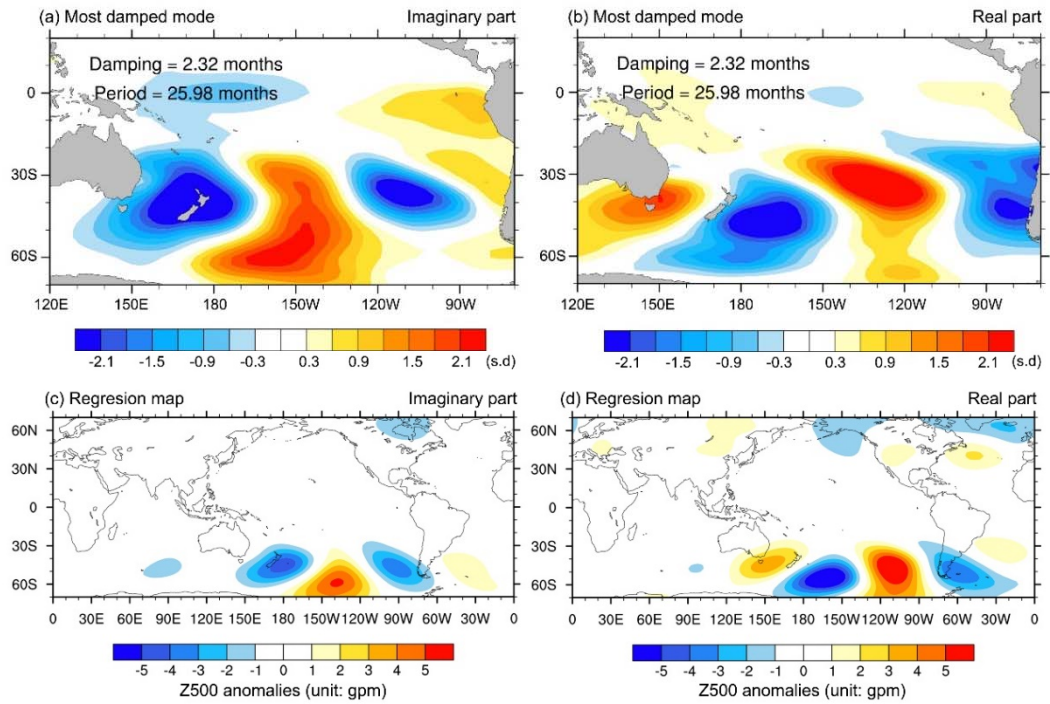 (a) Most damped mode Imaginary part
Damping = 2.32 months
Period = 25.98 months
0
30S
60S
120E 150E 180 150W 120W 90W
-2.1 -1.5 -0.9 -0.3 0.3 0.9 1.5 2.1 (s.d)
(b) Most damped mode Real part
Damping = 2.32 months
Period = 25.98 months
0
30S
60S
120E 150E 180 150W 120W 90W
-2.1 -1.5 -0.9 -0.3 0.3 0.9 1.5 2.1 (s.d)
(c) Regresion map Imaginary part
60N
30N
0
30S
60S
0 30E 60E 90E 120E 150E 180 150W 120W 90W 60W 30W 0
-5 -4 -3 -2 -1 0 1 2 3 4 5
Z500 anomalies (unit: gpm)
(d) Regresion map Real part
60N
30N
0
30S
60S
0 30E 60E 90E 120E 150E 180 150W 120W 90W 60W 30W 0
-5 -4 -3 -2 -1 0 1 2 3 4 5
Z500 anomalies (unit: gpm)